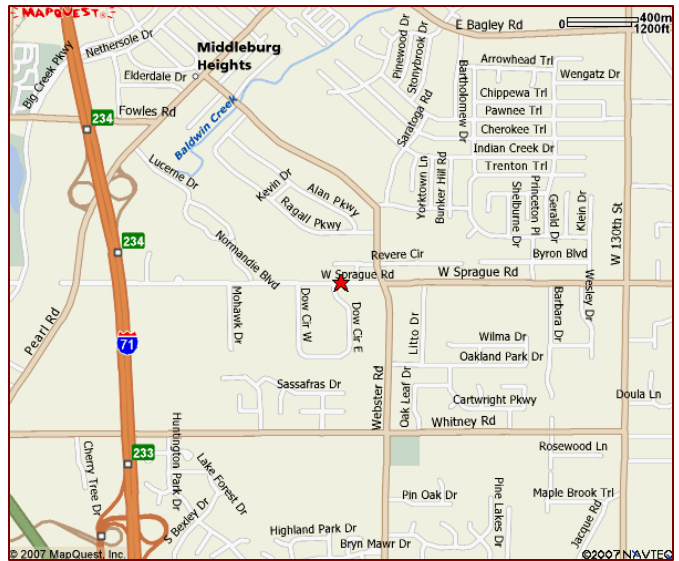 MAPQUEST
400m
1200ft
E Bagley Rd
Nethersole Dr
Middleburg
Heights
Pinewood Dr
Stonybrook Dr
Bartholomew Dr
Arrowhead Trl
Wengatz Dr
Big Creek Pkwy
Elderdale Dr
Chippewa Trl
Fowles Rd
234
Pawnee Trl
Saratoga Rd
Cherokee Trl
Baldwin Creek
Indian Creek Dr
Trenton Trl
Lucerne Dr
Kevin Dr
Alan Pkwy
Ragall Pkwy
Yorktown Ln
Bunker Hill Rd
Shelburne Dr
Princeton Pl
Gerald Dr
Klein Dr
W 130th St
234
Normandie Blvd
Revere Cir
Byron Blvd
W Sprague Rd
W Sprague Rd
Mohawk Dr
Dow Cir W
Dow Cir E
Litto Dr
Barbara Dr
Wesley Dr
Pearl Rd
71
Wilma Dr
Oakland Park Dr
Sassafras Dr
Webster Rd
Oak Leaf Dr
Cartwright Pkwy
Doula Ln
Whitney Rd
Huntington Park Dr
233
Cherry Tree Dr
Lake Forest Dr
Rosewood Ln
S Bexley Dr
Pin Oak Dr
Pine Lakes Dr
Maple Brook Trl
Jacque Rd
Highland Park Dr
Bryn Mawr Dr
© 2007 MapQuest, Inc.
©2007 NAVTEQ